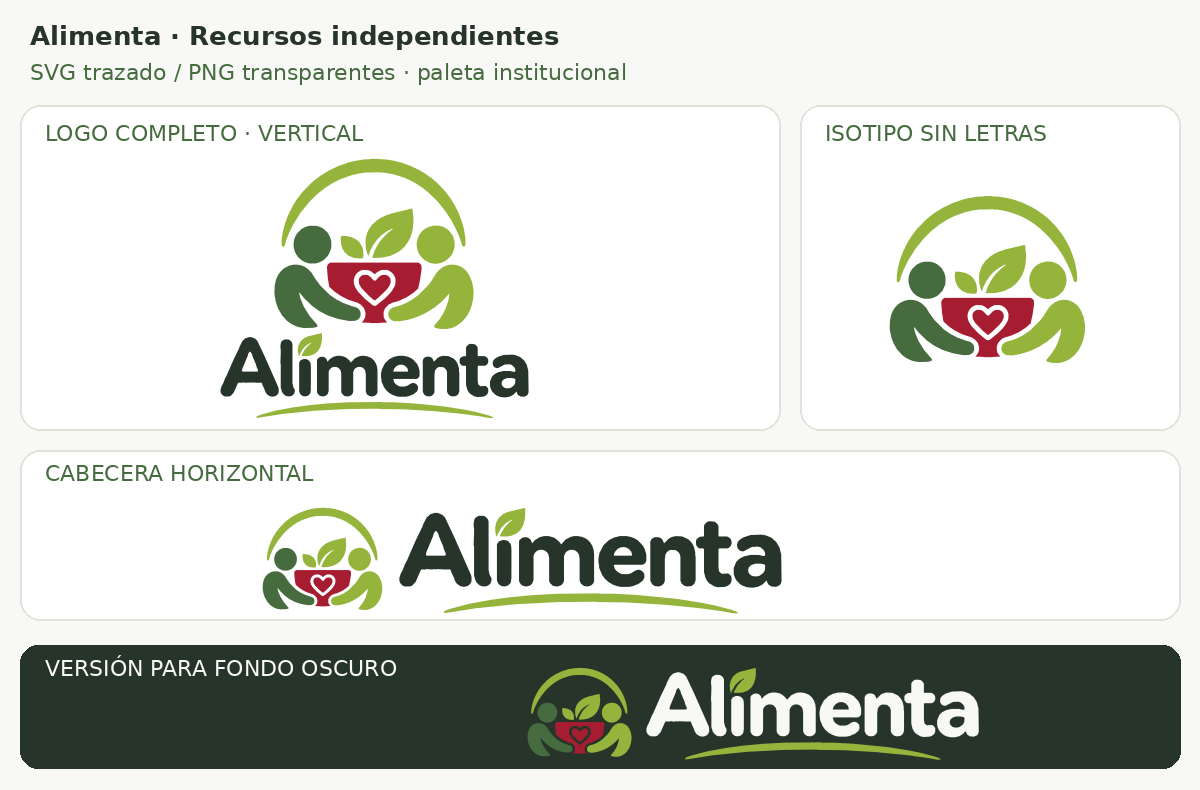 Alimenta · Recursos independientes
SVG trazado / PNG transparentes · paleta institucional
LOGO COMPLETO · VERTICAL
Alimenta
ISOTIPO SIN LETRAS
CABECERA HORIZONTAL
Alimenta
VERSIÓN PARA FONDO OSCURO
Alimenta